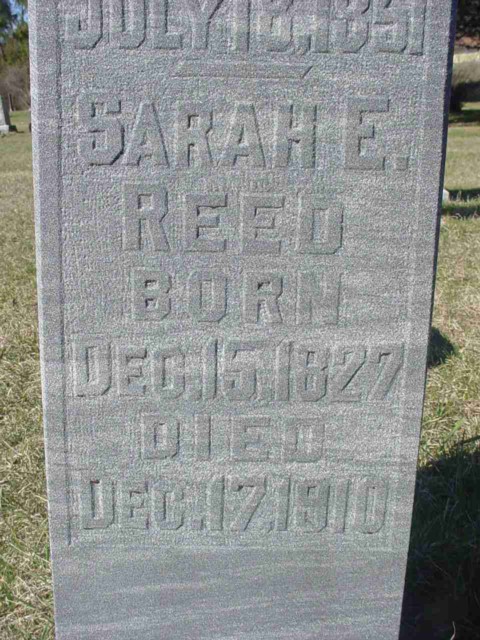 JULY 18, 1851
SARAH E.
REED
BORN
DEC. 15, 1827
DIED
DEC. 17, 1910